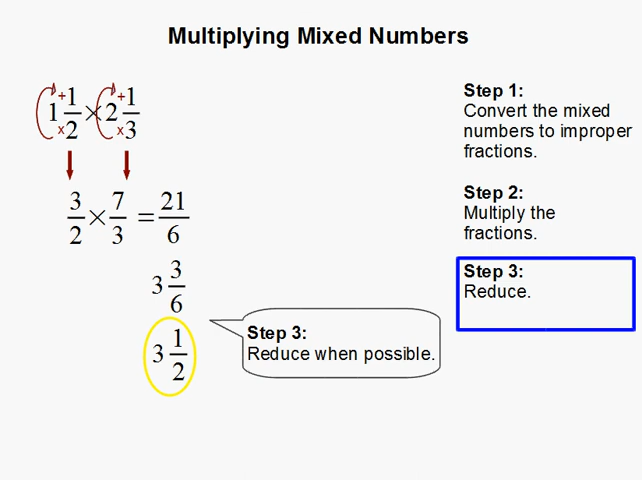 Multiplying Mixed Numbers
1 1/2 × 2 1/3
+ +
× ×
3/2 × 7/3 = 21/6
3 3/6
3 1/2
Step 3:
Reduce when possible.
Step 1:
Convert the mixed
numbers to improper
fractions.
Step 2:
Multiply the
fractions.
Step 3:
Reduce.